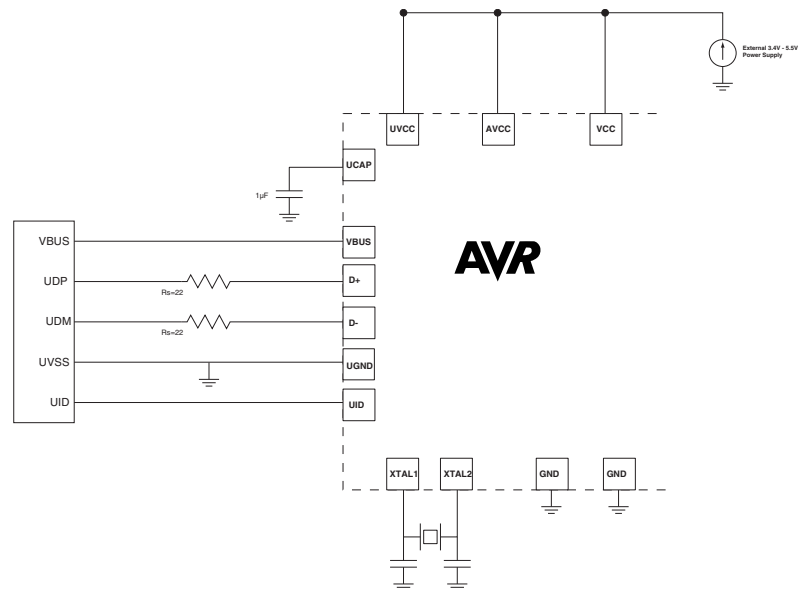 External 3.4V - 5.5V
Power Supply
UVCC
AVCC
VCC
UCAP
1µF
VBUS
VBUS
AVR
UDP
Rs=22
D+
UDM
Rs=22
D-
UVSS
UGND
UID
UID
XTAL1
XTAL2
GND
GND